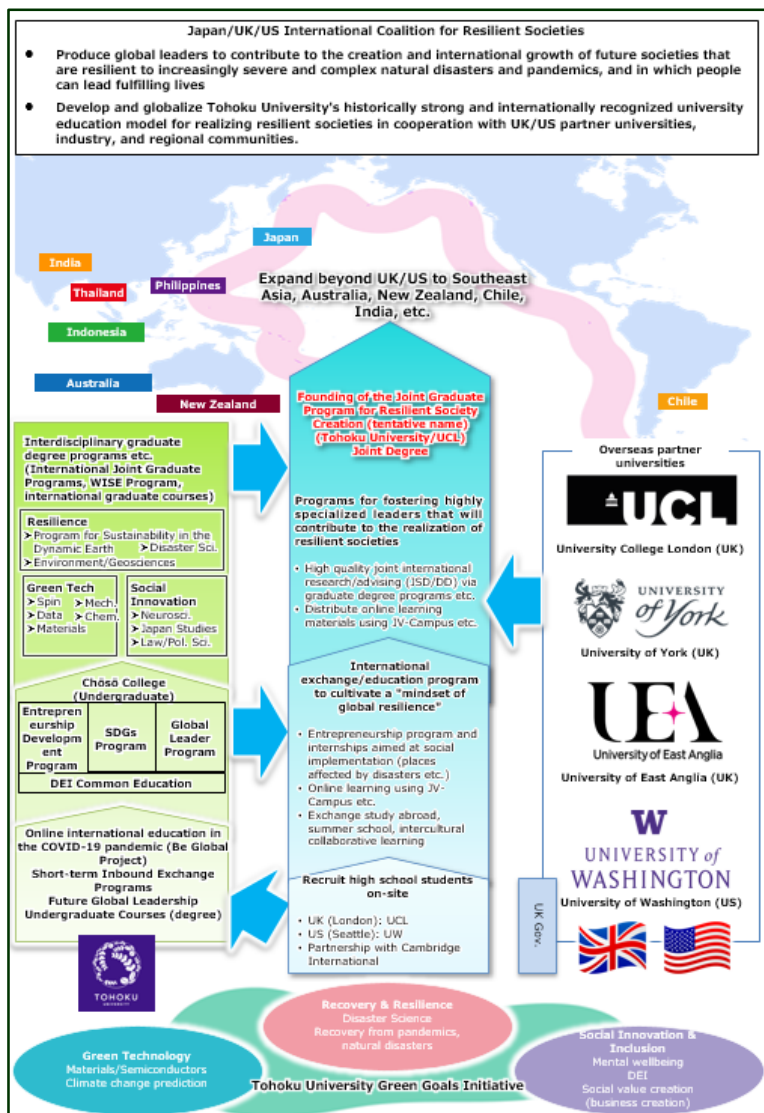 Japan/UK/US International Coalition for Resilient Societies
● Produce global leaders to contribute to the creation and international growth of future societies that
are resilient to increasingly severe and complex natural disasters and pandemics, and in which people
can lead fulfilling lives
● Develop and globalize Tohoku University's historically strong and internationally recognized university
education model for realizing resilient societies in cooperation with UK/US partner universities,
industry, and regional communities.
Japan
India
Thailand
Philippines
Indonesia
Australia
New Zealand
Chile
Expand beyond UK/US to Southeast
Asia, Australia, New Zealand, Chile,
India, etc.
Interdisciplinary graduate
degree programs etc.
(International Joint Graduate
Programs, WISE Program,
international graduate courses)
Resilience
➢Program for Sustainability in the
Dynamic Earth ➢Disaster Sci.
➢Environment/Geosciences
Green Tech
➢Spin ➢Mech.
➢Data ➢Chem.
➢Materials
Social
Innovation
➢Neurosci.
➢Japan Studies
➢Law/Pol. Sci.
Chōsō College
(Undergraduate)
Entrepren
eurship
Developm
ent
Program
SDGs
Program
Global
Leader
Program
DEI Common Education
Online international education in
the COVID-19 pandemic (Be Global
Project)
Short-term Inbound Exchange
Programs
Future Global Leadership
Undergraduate Courses (degree)
TOHOKU
UNIVERSITY
Founding of the Joint Graduate
Program for Resilient Society
Creation (tentative name)
(Tohoku University/UCL)
Joint Degree
Programs for fostering highly
specialized leaders that will
contribute to the realization of
resilient societies
• High quality joint international
research/advising (JSD/DD) via
graduate degree programs etc.
• Distribute online learning
materials using JV-Campus etc.
International
exchange/education program
to cultivate a "mindset of
global resilience"
• Entrepreneurship program and
internships aimed at social
implementation (places
affected by disasters etc.)
• Online learning using JV-
Campus etc.
• Exchange study abroad,
summer school, intercultural
collaborative learning
Recruit high school students
on-site
• UK (London): UCL
• US (Seattle): UW
• Partnership with Cambridge
International
Overseas partner
universities
UCL
University College London (UK)
UNIVERSITY
of York
University of York (UK)
UEA
University of East Anglia
University of East Anglia (UK)
W
UNIVERSITY of
WASHINGTON
University of Washington (US)
UK Gov.
Recovery & Resilience
Disaster Science
Recovery from pandemics,
natural disasters
Green Technology
Materials/Semiconductors
Climate change prediction
Tohoku University Green Goals Initiative
Social Innovation &
Inclusion
Mental wellbeing
DEI
Social value creation
(business creation)